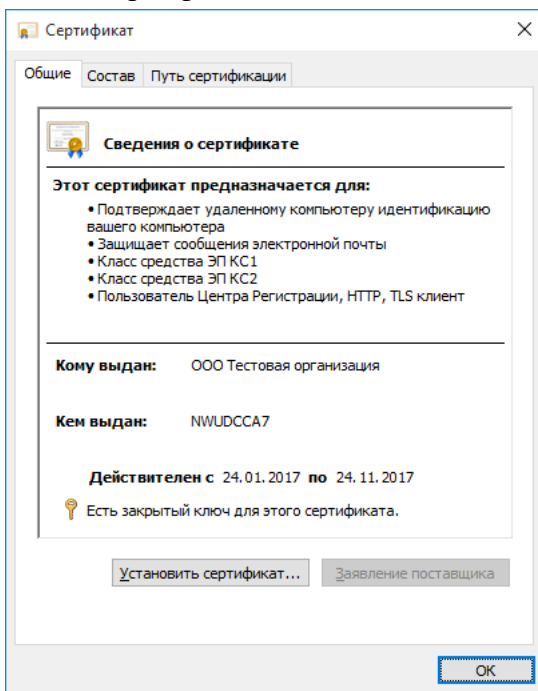 Сертификат
Общие Состав Путь сертификации
Сведения о сертификате
Этот сертификат предназначается для:
• Подтверждает удаленному компьютеру идентификацию
вашего компьютера
• Защищает сообщения электронной почты
• Класс средства ЭП КС1
• Класс средства ЭП КС2
• Пользователь Центра Регистрации, HTTP, TLS клиент
Кому выдан: ООО Тестовая организация
Кем выдан: NWUDCCA7
Действителен с 24.01.2017 по 24.11.2017
Есть закрытый ключ для этого сертификата.
Установить сертификат... Заявление поставщика
ОК